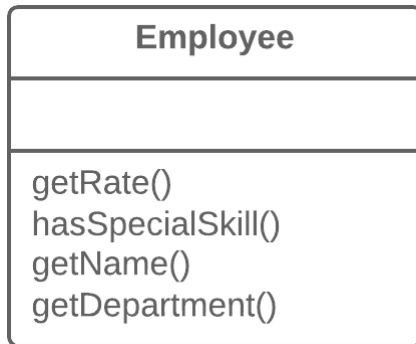 Employee
getRate()
hasSpecialSkill()
getName()
getDepartment()